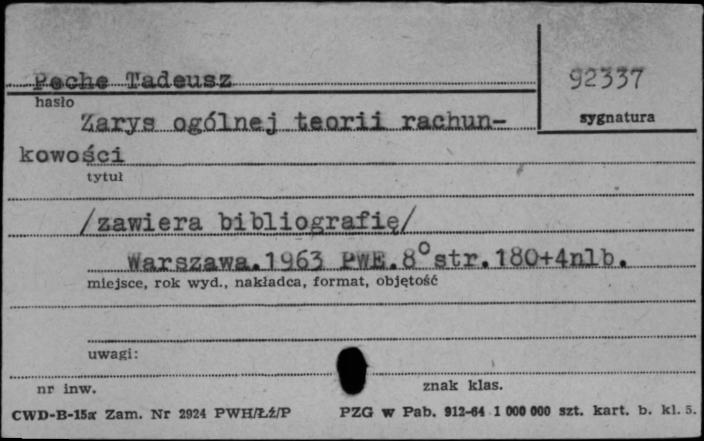 Peche Tadeusz
92337
hasło
sygnatura
Zarys ogólnej teorii rachun-
kowości
tytuł
/zawiera bibliografię/
Warszawa.1963 PWE.8° str.180+4nlb.
miejsce, rok wyd., nakładca, format, objętość
uwagi:
nr inw.
znak klas.
CWD-B-15a Zam. Nr 2924 PWH/Łź/P
PZG w Pab. 912-64 1 000 000 szt. kart. b. kl. 5.